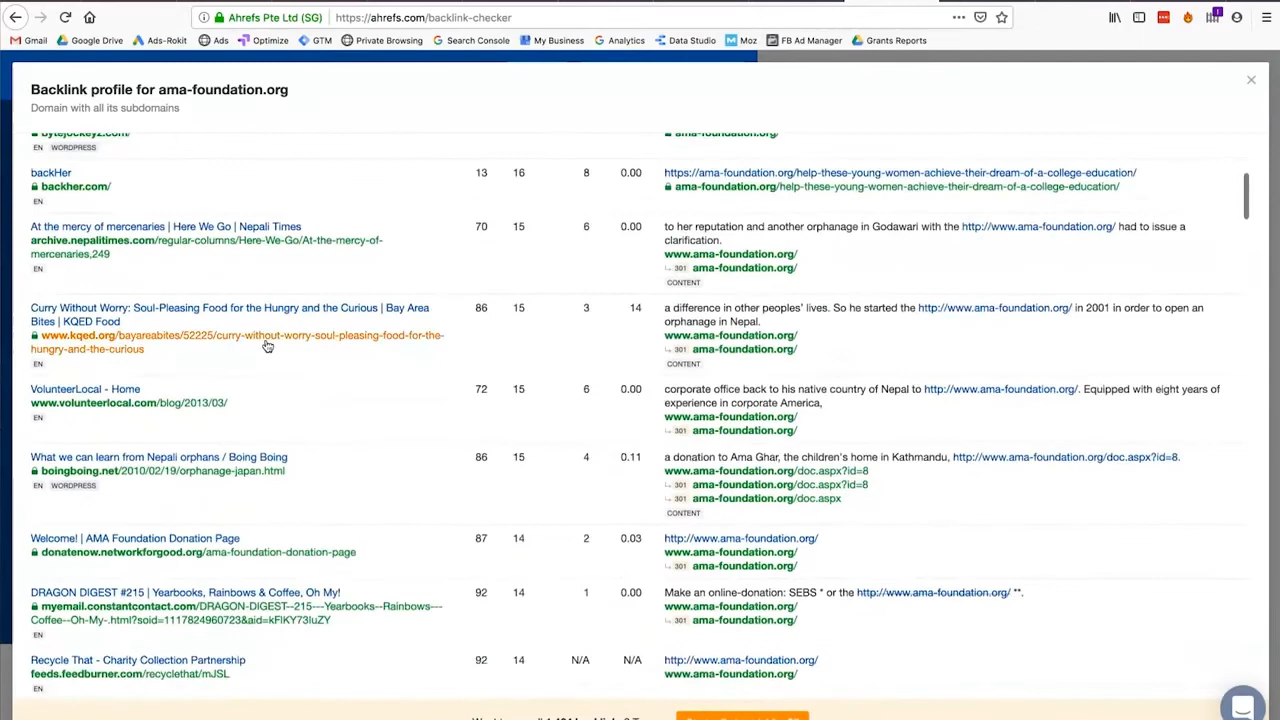 Ahrefs Pte Ltd (SG)
https://ahrefs.com/backlink-checker
Gmail
Google Drive
Ads-Rokit
Ads
Optimize
GTM
Private Browsing
Search Console
My Business
Analytics
Data Studio
Moz
FB Ad Manager
Grants Reports
Backlink profile for ama-foundation.org
Domain with all its subdomains
ama-foundation.org/
EN WORDPRESS
backHer 13 16 8 0.00 https://ama-foundation.org/help-these-young-women-achieve-their-dream-of-a-college-education/
backher.com/ ama-foundation.org/help-these-young-women-achieve-their-dream-of-a-college-education/
EN
At the mercy of mercenaries | Here We Go | Nepali Times 70 15 6 0.00 to her reputation and another orphanage in Godawari with the http://www.ama-foundation.org/ had to issue a
archive.nepalitimes.com/regular-columns/Here-We-Go/At-the-mercy-of- clarification.
mercenaries,249 www.ama-foundation.org/
EN 301 ama-foundation.org/
CONTENT
Curry Without Worry: Soul-Pleasing Food for the Hungry and the Curious | Bay Area 86 15 3 14 a difference in other peoples' lives. So he started the http://www.ama-foundation.org/ in 2001 in order to open an
Bites | KQED Food orphanage in Nepal.
www.kqed.org/bayareabites/52225/curry-without-worry-soul-pleasing-food-for-the- www.ama-foundation.org/
hungry-and-the-curious 301 ama-foundation.org/
EN CONTENT
VolunteerLocal - Home 72 15 6 0.00 corporate office back to his native country of Nepal to http://www.ama-foundation.org/. Equipped with eight years of
www.volunteerlocal.com/blog/2013/03/ experience in corporate America,
EN www.ama-foundation.org/
301 ama-foundation.org/
What we can learn from Nepali orphans / Boing Boing 86 15 4 0.11 a donation to Ama Ghar, the children's home in Kathmandu, http://www.ama-foundation.org/doc.aspx?id=8.
boingboing.net/2010/02/19/orphanage-japan.html www.ama-foundation.org/doc.aspx?id=8
EN WORDPRESS 301 ama-foundation.org/doc.aspx?id=8
301 ama-foundation.org/doc.aspx
CONTENT
Welcome! | AMA Foundation Donation Page 87 14 2 0.03 http://www.ama-foundation.org/
donatenow.networkforgood.org/ama-foundation-donation-page www.ama-foundation.org/
301 ama-foundation.org/
DRAGON DIGEST #215 | Yearbooks, Rainbows & Coffee, Oh My! 92 14 1 0.00 Make an online-donation: SEBS * or the http://www.ama-foundation.org/ **.
myemail.constantcontact.com/DRAGON-DIGEST--215---Yearbooks--Rainbows--- www.ama-foundation.org/
Coffee--Oh-My-.html?soid=1117824960723&aid=kFlKY73IuZY 301 ama-foundation.org/
EN
Recycle That - Charity Collection Partnership 92 14 N/A N/A http://www.ama-foundation.org/
feeds.feedburner.com/recyclethat/mJSL www.ama-foundation.org/
EN